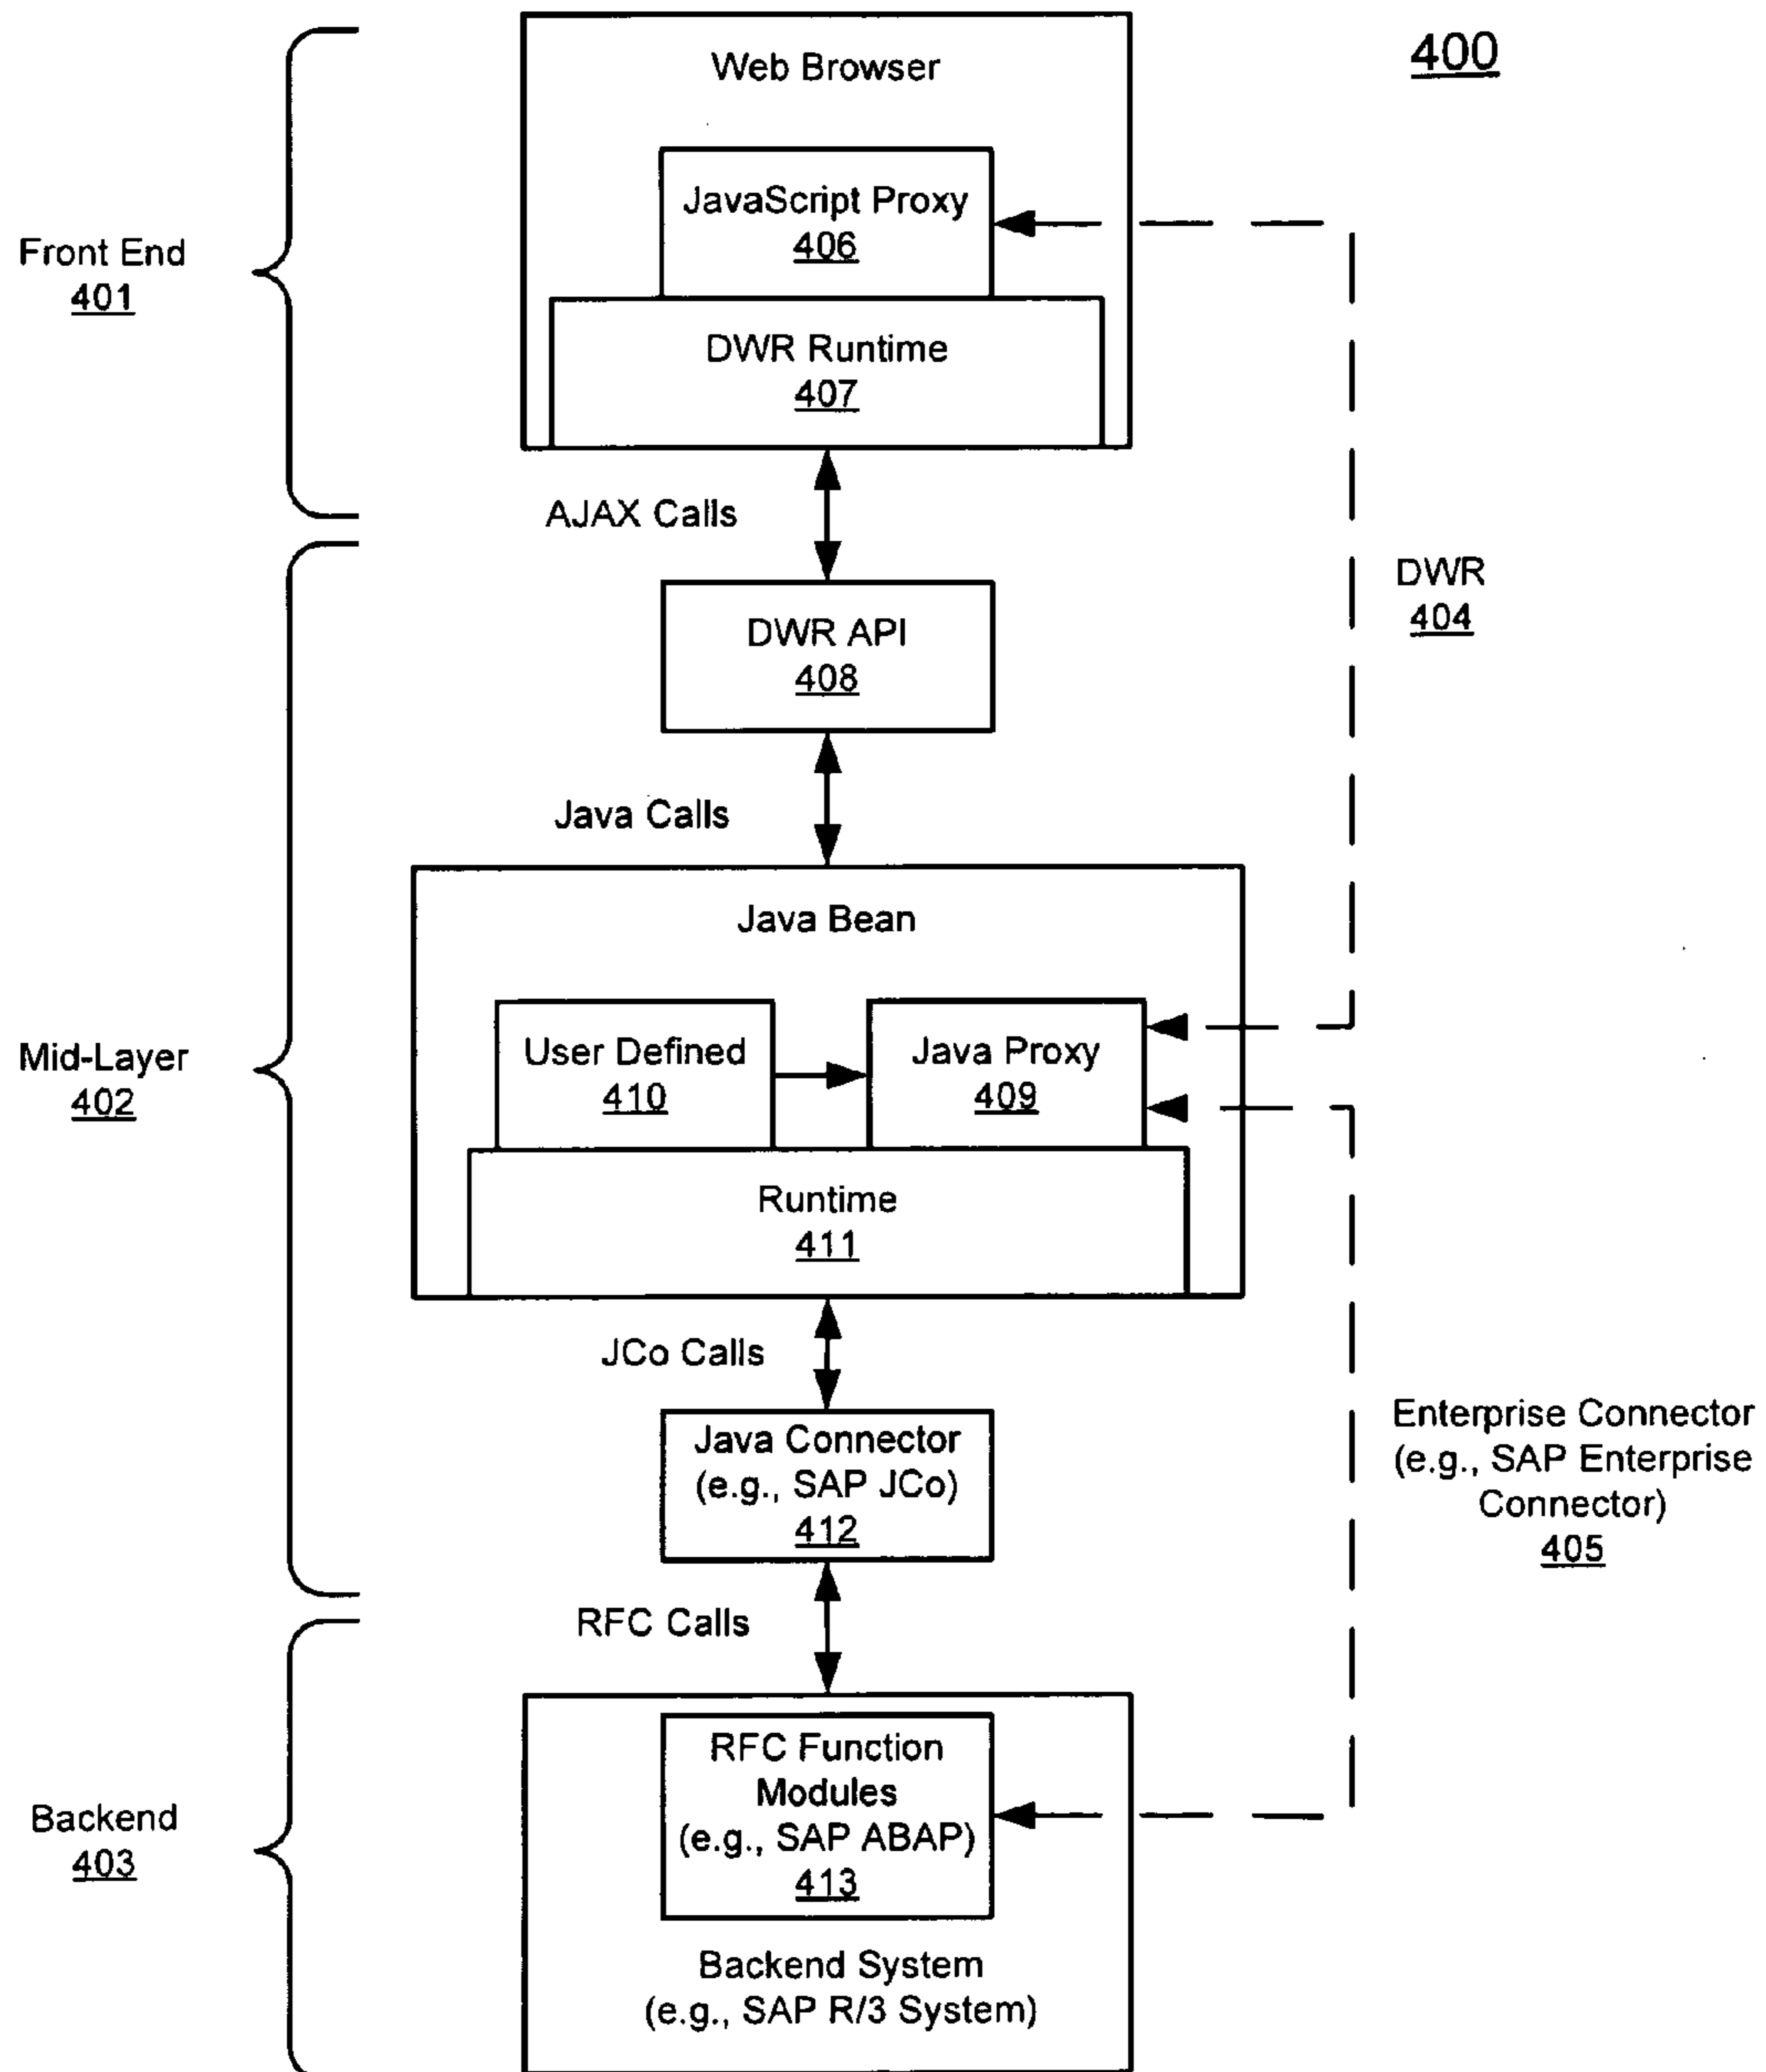 400
Web Browser
JavaScript Proxy
406
Front End
401
DWR Runtime
407
AJAX Calls
DWR
404
DWR API
408
Java Calls
Java Bean
Mid-Layer
402
User Defined
410
Java Proxy
409
Runtime
411
JCo Calls
Java Connector
(e.g., SAP JCo)
412
Enterprise Connector
(e.g., SAP Enterprise
Connector)
405
RFC Calls
RFC Function
Modules
(e.g., SAP ABAP)
413
Backend
403
Backend System
(e.g., SAP R/3 System)